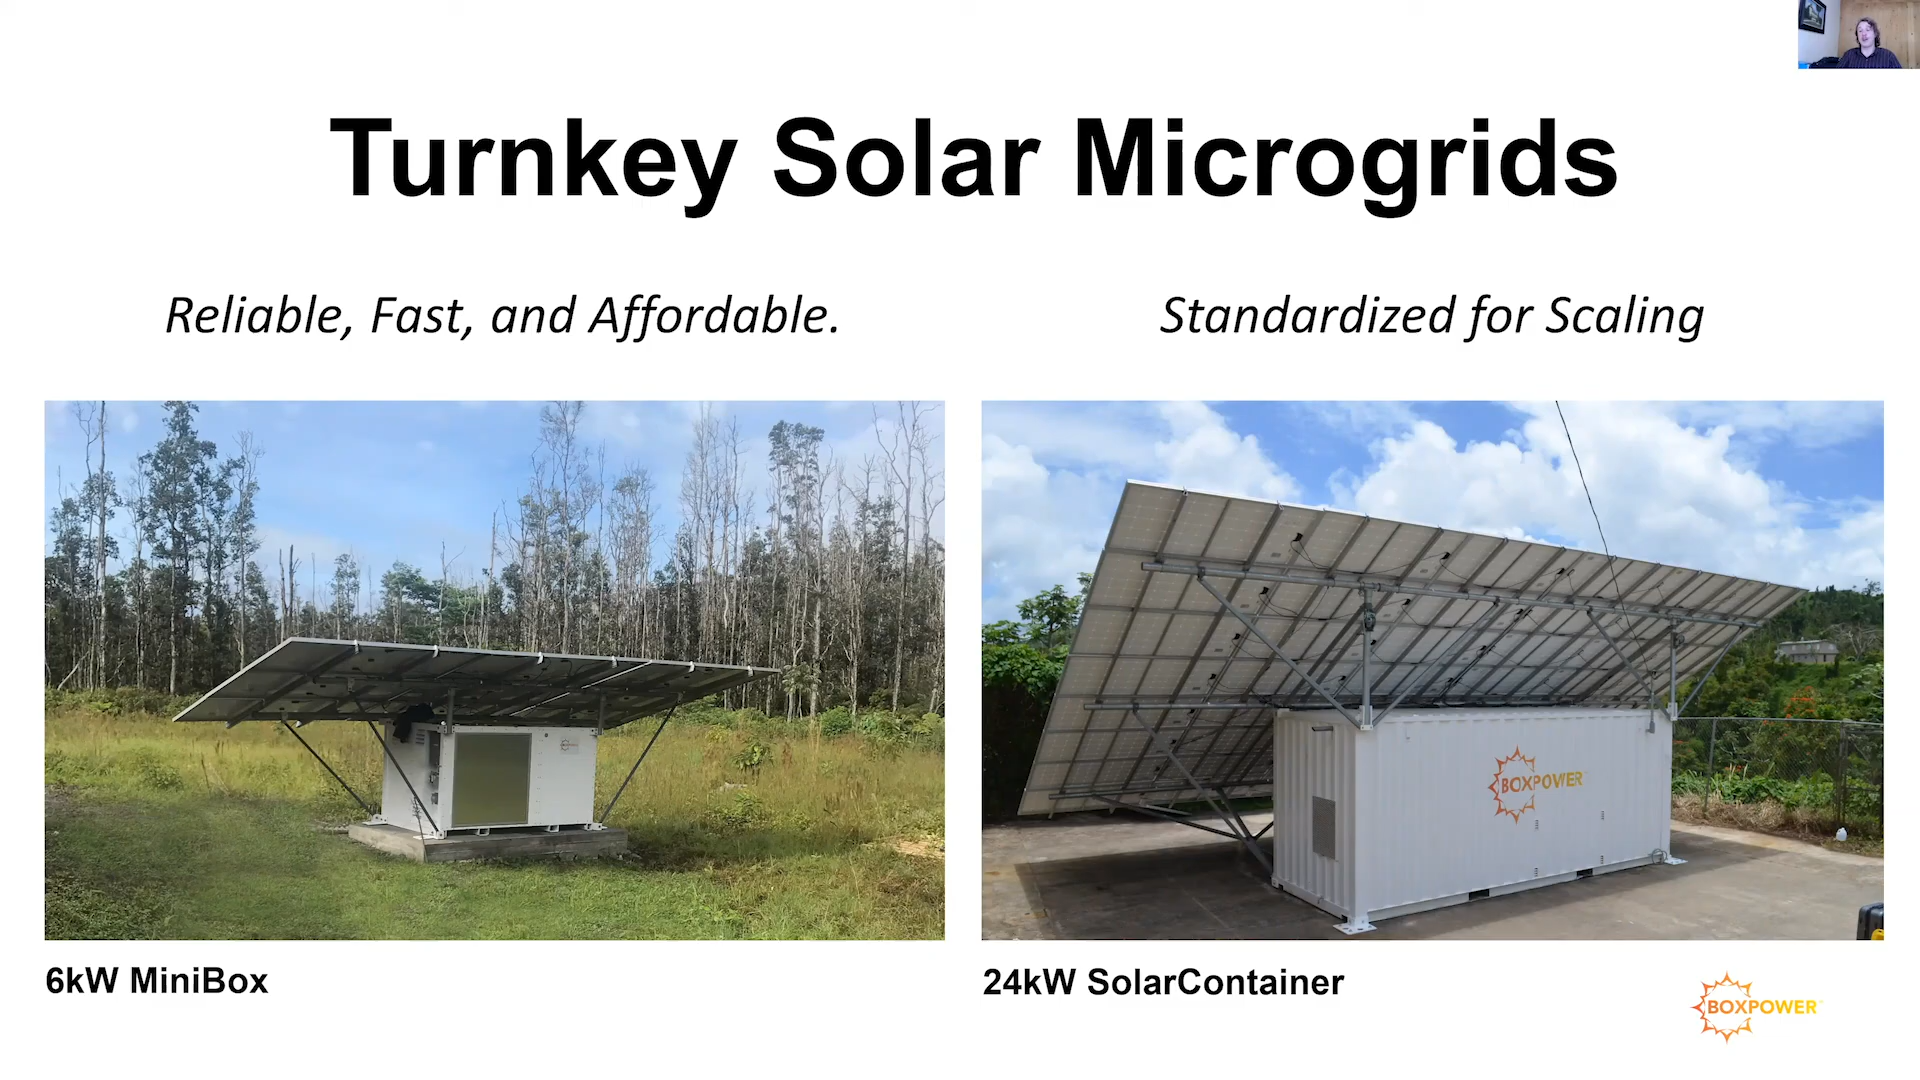 Turnkey Solar Microgrids
Reliable, Fast, and Affordable.
Standardized for Scaling
BOXPOWER
6kW MiniBox
24kW SolarContainer
BOXPOWER